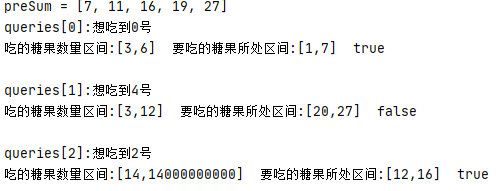 preSum = [7, 11, 16, 19, 27]
queries[0]:想吃到0号
吃的糖果数量区间:[3,6]  要吃的糖果所处区间:[1,7]  true
queries[1]:想吃到4号
吃的糖果数量区间:[3,12]  要吃的糖果所处区间:[20,27]  false
queries[2]:想吃到2号
吃的糖果数量区间:[14,14000000000]  要吃的糖果所处区间:[12,16]  true